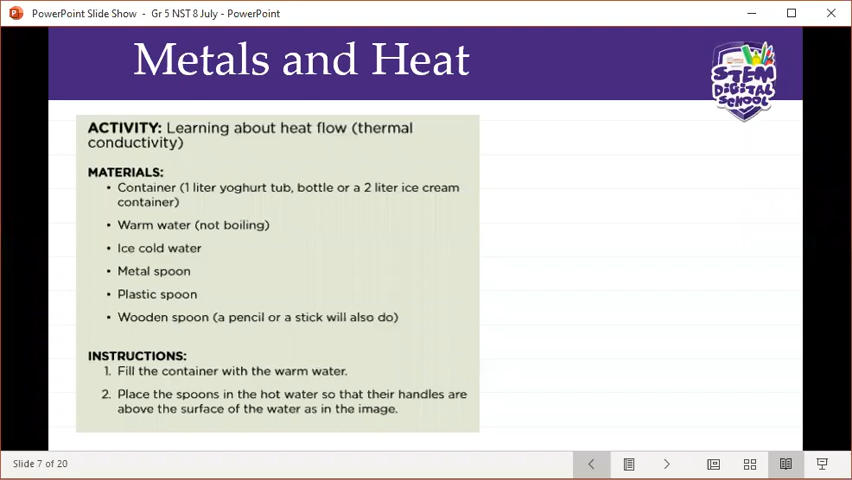 PowerPoint Slide Show - Gr 5 NST 8 July - PowerPoint
Metals and Heat
STEM
DIGITAL
SCHOOL
ACTIVITY: Learning about heat flow (thermal
conductivity)
MATERIALS:
• Container (1 liter yoghurt tub, bottle or a 2 liter ice cream
container)
• Warm water (not boiling)
• Ice cold water
• Metal spoon
• Plastic spoon
• Wooden spoon (a pencil or a stick will also do)
INSTRUCTIONS:
1. Fill the container with the warm water.
2. Place the spoons in the hot water so that their handles are
above the surface of the water as in the image.
Slide 7 of 20